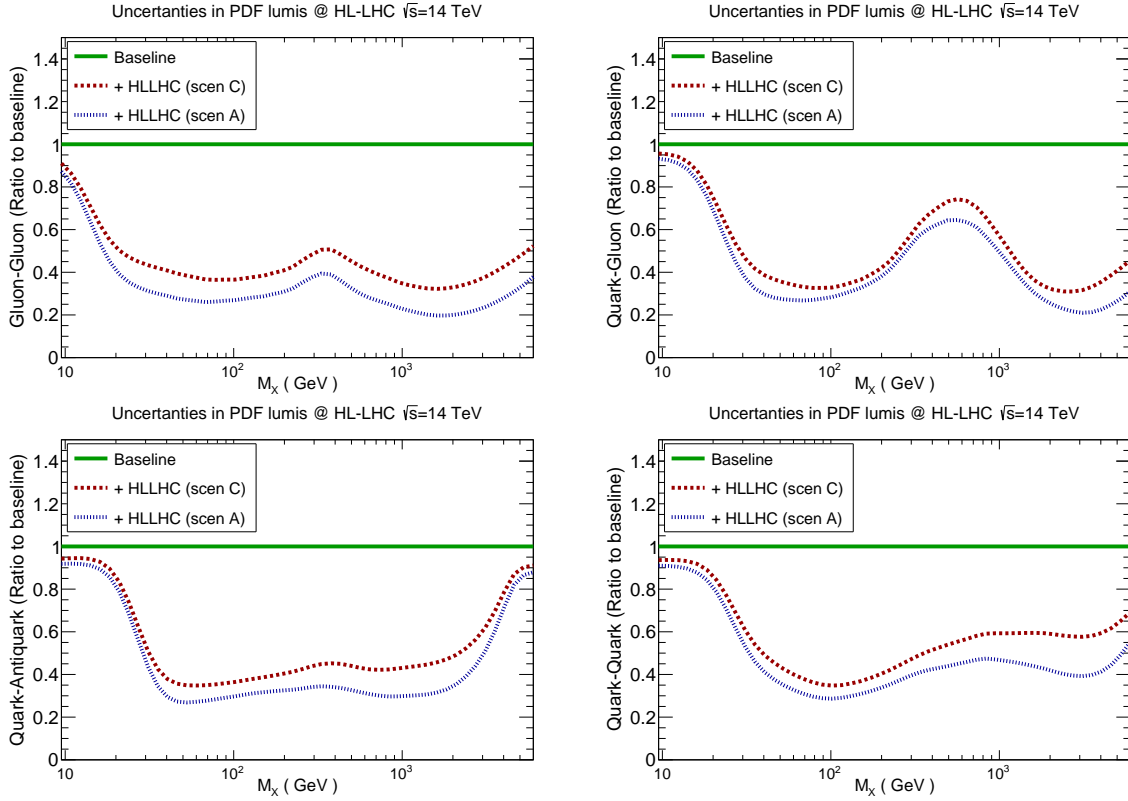 Uncertanties in PDF lumis @ HL-LHC √s=14 TeV
Gluon-Gluon (Ratio to baseline)
1.4
1.2
1
0.8
0.6
0.4
0.2
0
Baseline
+ HLLHC (scen C)
+ HLLHC (scen A)
10
10²
10³
M_X ( GeV )
Uncertanties in PDF lumis @ HL-LHC √s=14 TeV
Quark-Gluon (Ratio to baseline)
1.4
1.2
1
0.8
0.6
0.4
0.2
0
Baseline
+ HLLHC (scen C)
+ HLLHC (scen A)
10
10²
10³
M_X ( GeV )
Uncertanties in PDF lumis @ HL-LHC √s=14 TeV
Quark-Antiquark (Ratio to baseline)
1.4
1.2
1
0.8
0.6
0.4
0.2
0
Baseline
+ HLLHC (scen C)
+ HLLHC (scen A)
10
10²
10³
M_X ( GeV )
Uncertanties in PDF lumis @ HL-LHC √s=14 TeV
Quark-Quark (Ratio to baseline)
1.4
1.2
1
0.8
0.6
0.4
0.2
0
Baseline
+ HLLHC (scen C)
+ HLLHC (scen A)
10
10²
10³
M_X ( GeV )